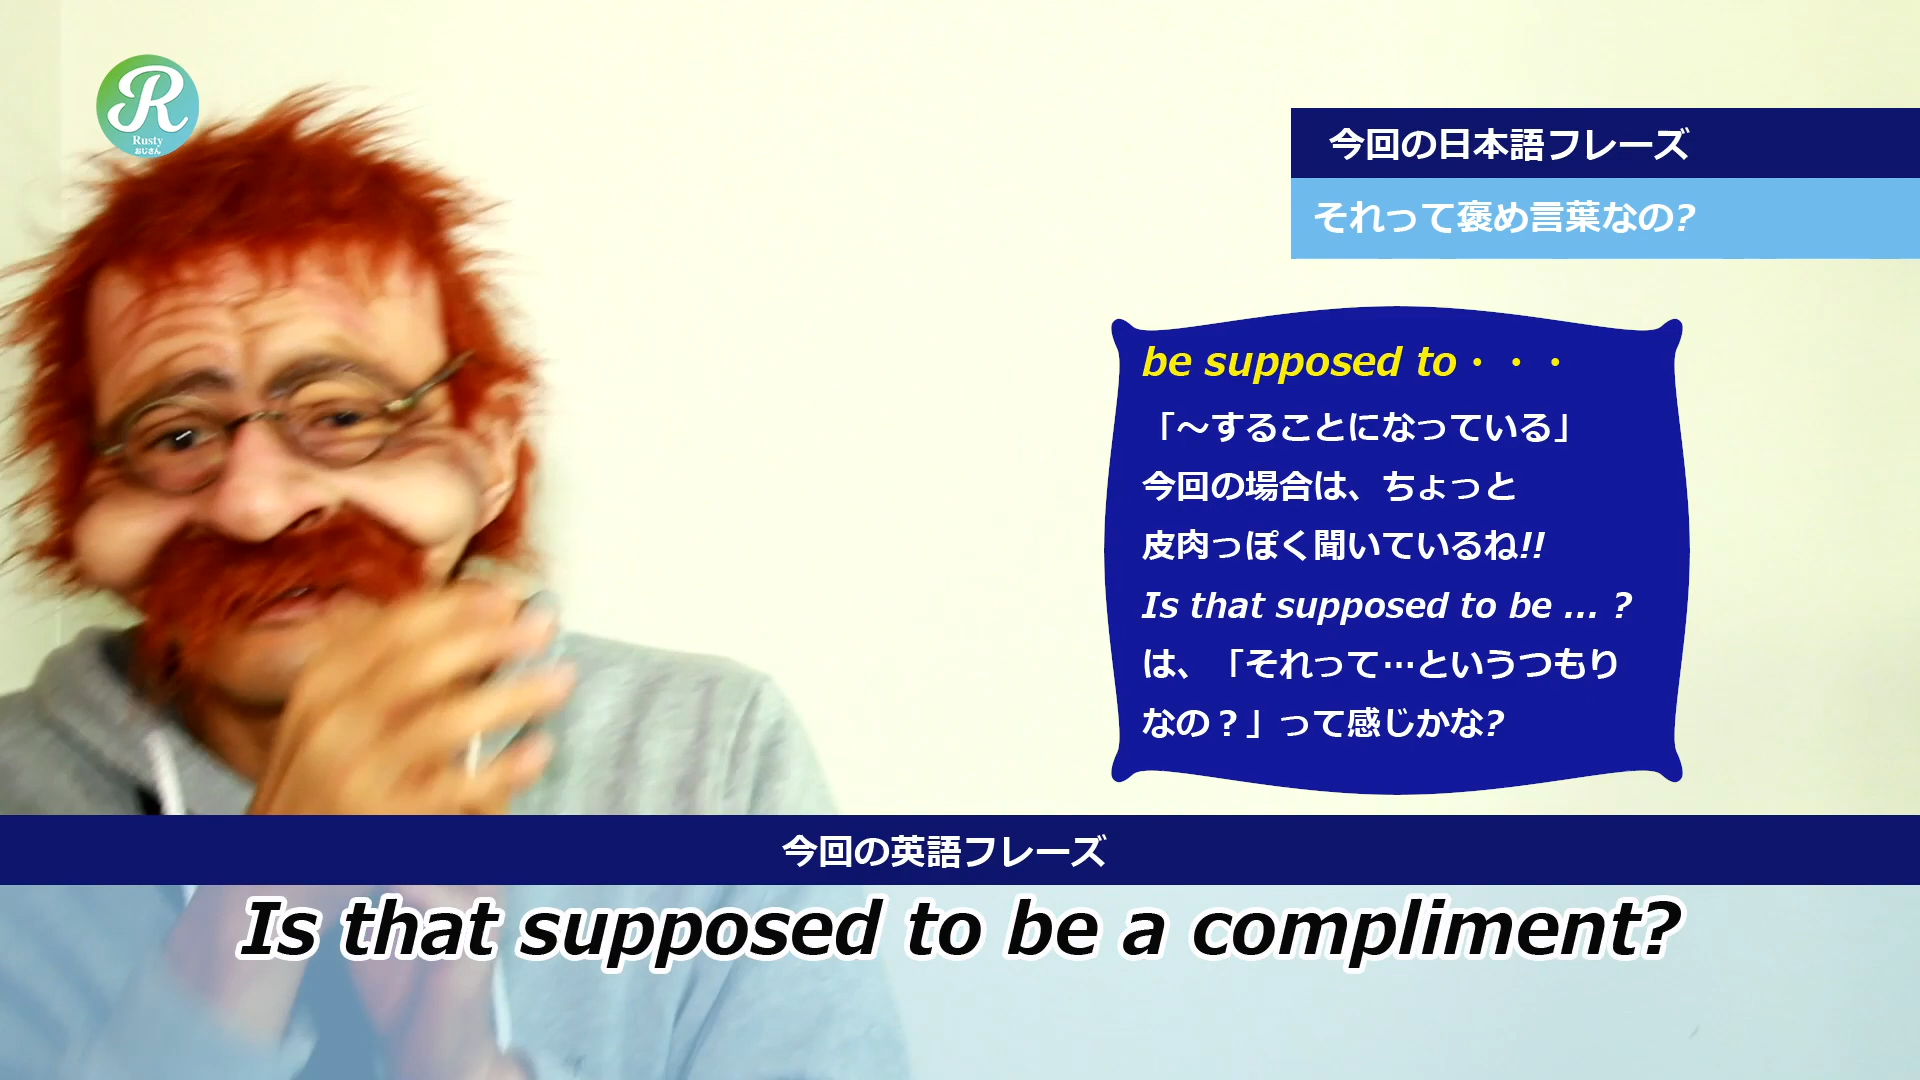 R
Rusty
おじさん
今回の日本語フレーズ
それって褒め言葉なの?
be supposed to・・・
「～することになっている」
今回の場合は、ちょっと
皮肉っぽく聞いているね!!
Is that supposed to be ... ?
は、「それって…というつもり
なの？」って感じかな?
今回の英語フレーズ
Is that supposed to be a compliment?